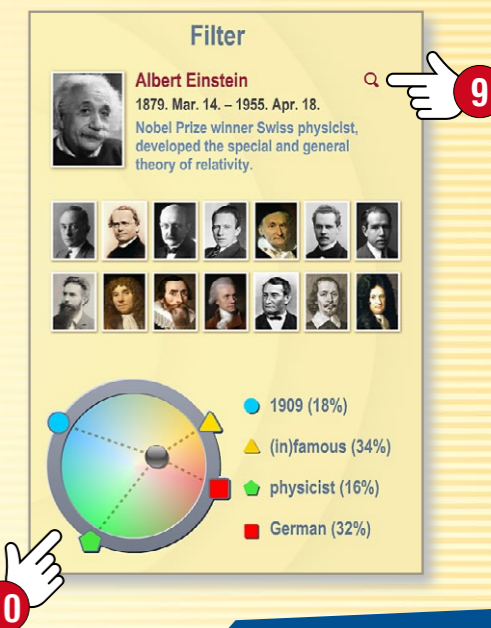 Filter
Albert Einstein
1879. Mar. 14. – 1955. Apr. 18.
Nobel Prize winner Swiss physicist,
developed the special and general
theory of relativity.
9
1909 (18%)
(in)famous (34%)
physicist (16%)
German (32%)
0